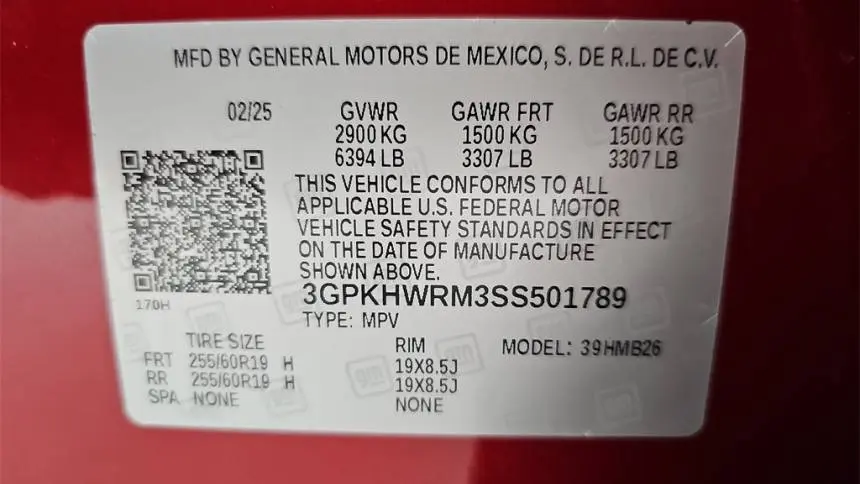 MFD BY GENERAL MOTORS DE MEXICO, S. DE R.L. DE C.V.
02/25 GVWR GAWR FRT GAWR RR
2900 KG 1500 KG 1500 KG
6394 LB 3307 LB 3307 LB
THIS VEHICLE CONFORMS TO ALL
APPLICABLE U.S. FEDERAL MOTOR
VEHICLE SAFETY STANDARDS IN EFFECT
ON THE DATE OF MANUFACTURE
SHOWN ABOVE.
170H
3GPKHWRM3SS501789
TYPE: MPV
TIRE SIZE RIM MODEL: 39HMB26
FRT 255/60R19 H 19X8.5J
RR 255/60R19 H 19X8.5J
SPA NONE NONE